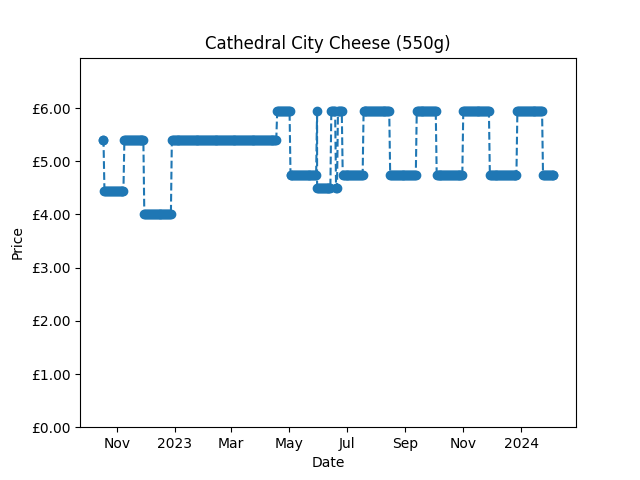 Cathedral City Cheese (550g)
£6.00
£5.00
£4.00
£3.00
£2.00
£1.00
£0.00
Price
Nov 2023 Mar May Jul Sep Nov 2024
Date